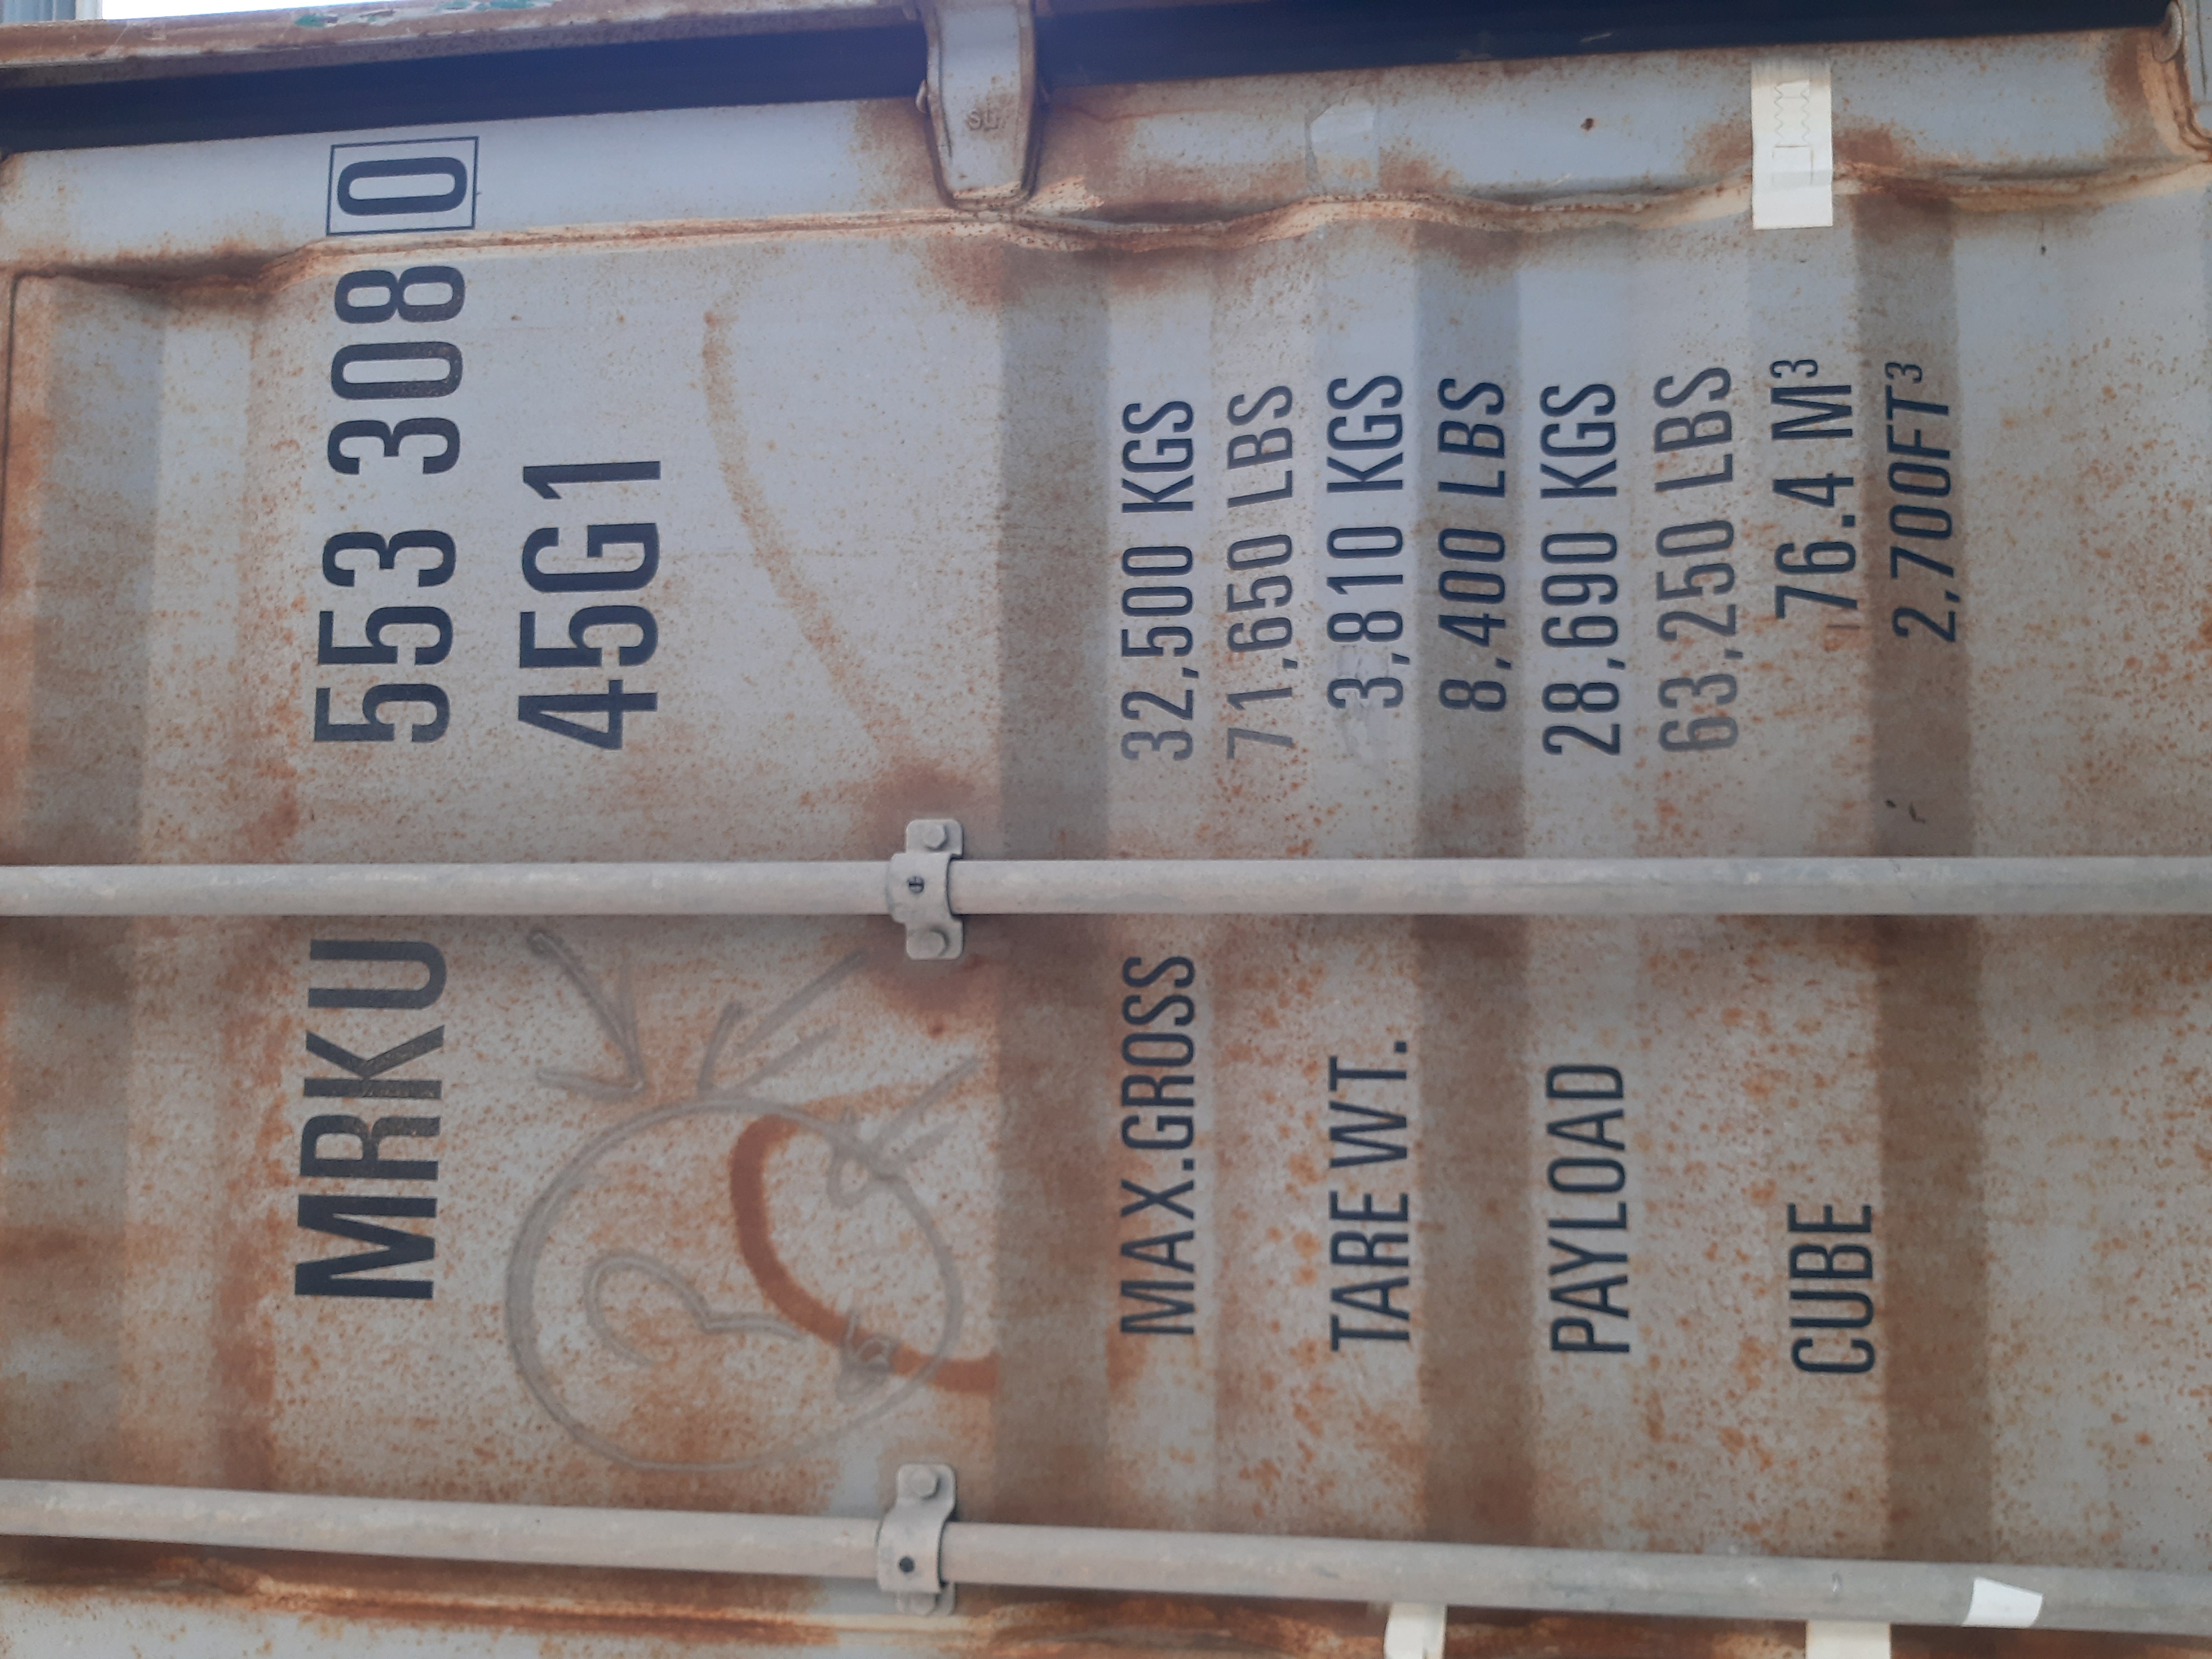 MRKU 553 308 0
45G1
MAX.GROSS 32,500 KGS
71,650 LBS
TARE WT. 3,810 KGS
8,400 LBS
PAYLOAD 28,690 KGS
63,250 LBS
CUBE 76.4 M³
2,700FT³